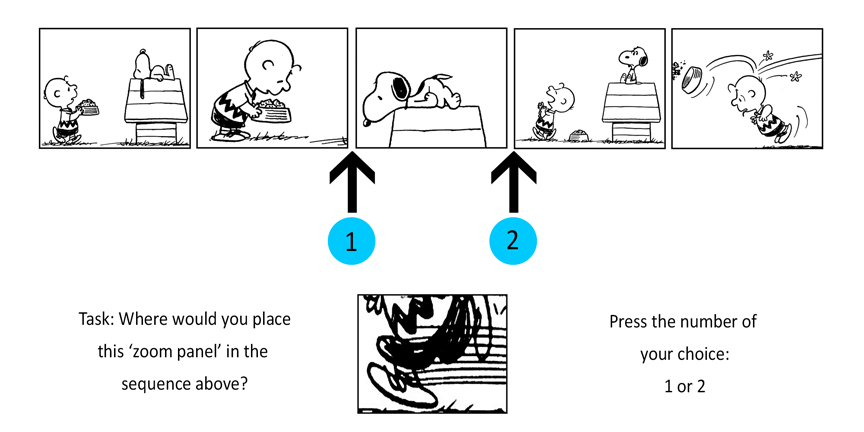 1
2
Task: Where would you place
this ‘zoom panel’ in the
sequence above?
Press the number of
your choice:
1 or 2